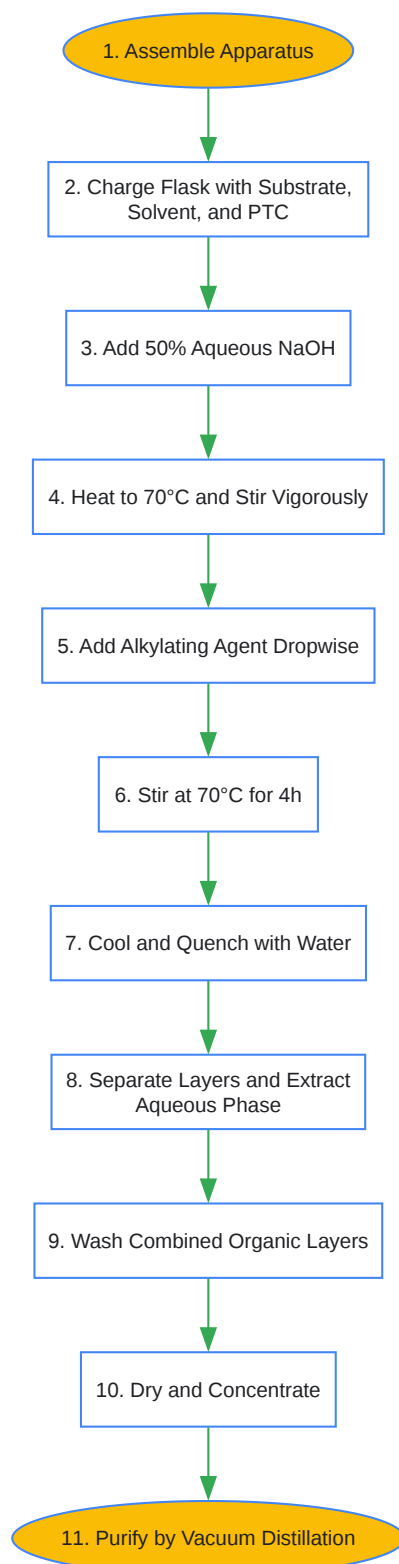 1. Assemble Apparatus
2. Charge Flask with Substrate,
Solvent, and PTC
3. Add 50% Aqueous NaOH
4. Heat to 70°C and Stir Vigorously
5. Add Alkylating Agent Dropwise
6. Stir at 70°C for 4h
7. Cool and Quench with Water
8. Separate Layers and Extract
Aqueous Phase
9. Wash Combined Organic Layers
10. Dry and Concentrate
11. Purify by Vacuum Distillation